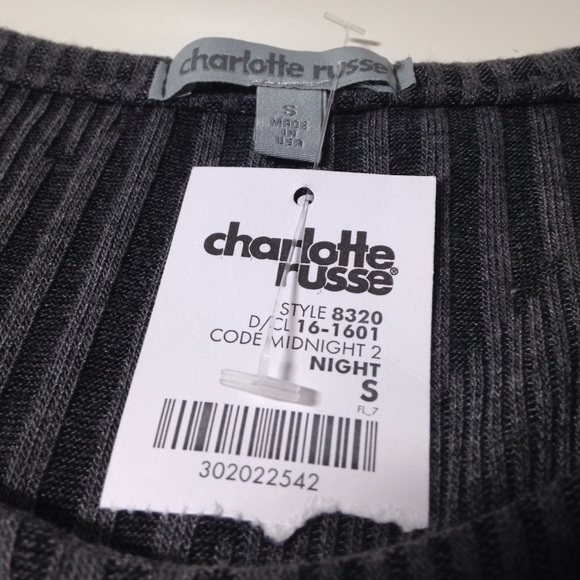 charlotte russe
S
MADE
IN
USA
charlotte
russe®
STYLE 8320
D/CL 16-1601
CODE MIDNIGHT 2
NIGHT
S
FL_7
302022542